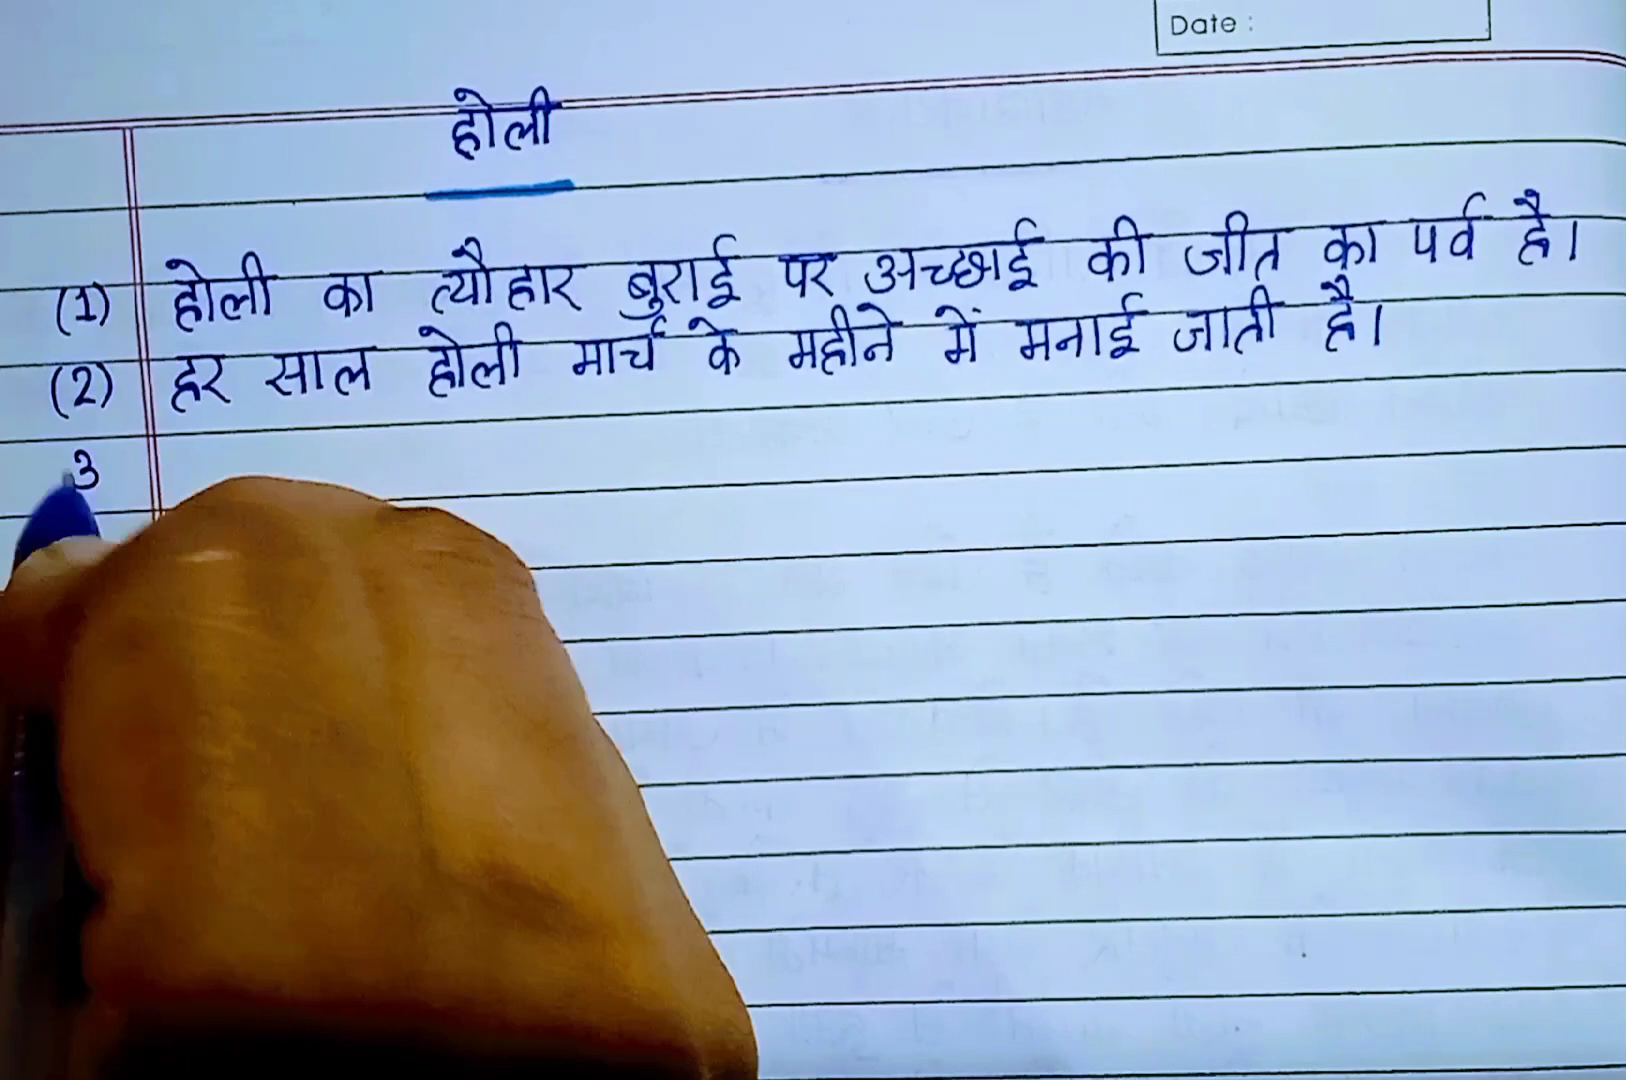 Date :
होली
(1) होली का त्यौहार बुराई पर अच्छाई की जीत का पर्व है।
(2) हर साल होली मार्च के महीने में मनाई जाती है।
3